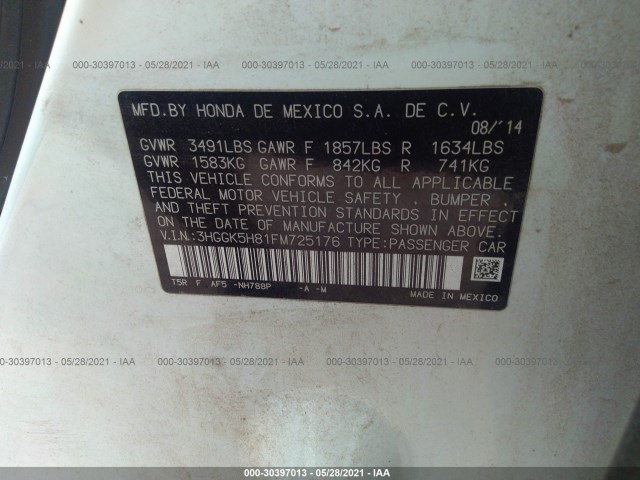 000-30397013 - 05/28/2021 - IAA 000-30397013 - 05/28/2021 - IAA 000-30397013 - 05/28/2021 - IAA
MFD.BY HONDA DE MEXICO S.A. DE C.V.
08/'14
GVWR 3491LBS GAWR F 1857LBS R 1634LBS
GVWR 1583KG GAWR F 842KG R 741KG
THIS VEHICLE CONFORMS TO ALL APPLICABLE
FEDERAL MOTOR VEHICLE SAFETY , BUMPER ,
AND THEFT PREVENTION STANDARDS IN EFFECT
ON THE DATE OF MANUFACTURE SHOWN ABOVE.
V.I.N.:3HGGK5H81FM725176 TYPE:PASSENGER CAR
T5R F AF5 -NH788P -A -M
MADE IN MEXICO
000-30397013 - 05/28/2021 - IAA 000-30397013 - 05/28/2021 - IAA 000-30397013 - 05/28/2021 - IAA
000-30397013 - 05/28/2021 - IAA